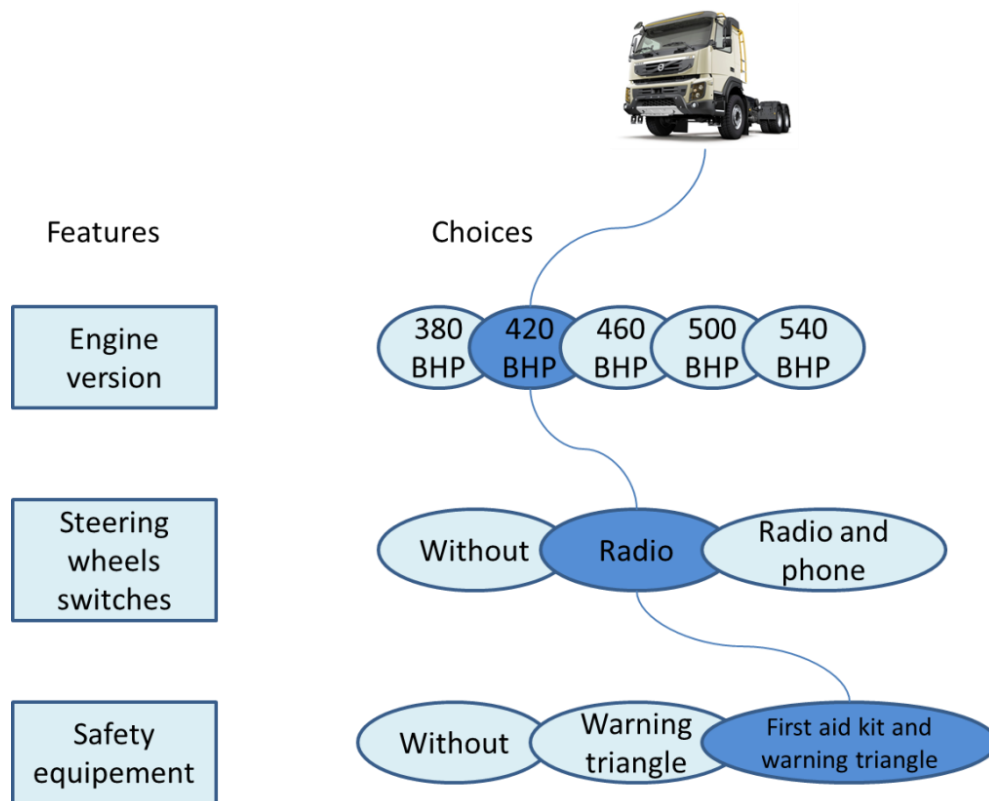 Features
Choices
Engine
version
380
BHP
420
BHP
460
BHP
500
BHP
540
BHP
Steering
wheels
switches
Without
Radio
Radio and
phone
Safety
equipement
Without
Warning
triangle
First aid kit and
warning triangle